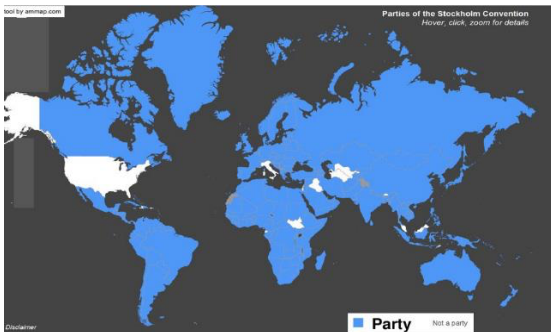 tool by ammap.com
Parties of the Stockholm Convention
Hover, click, zoom for details
Disclaimer
Party
Not a party